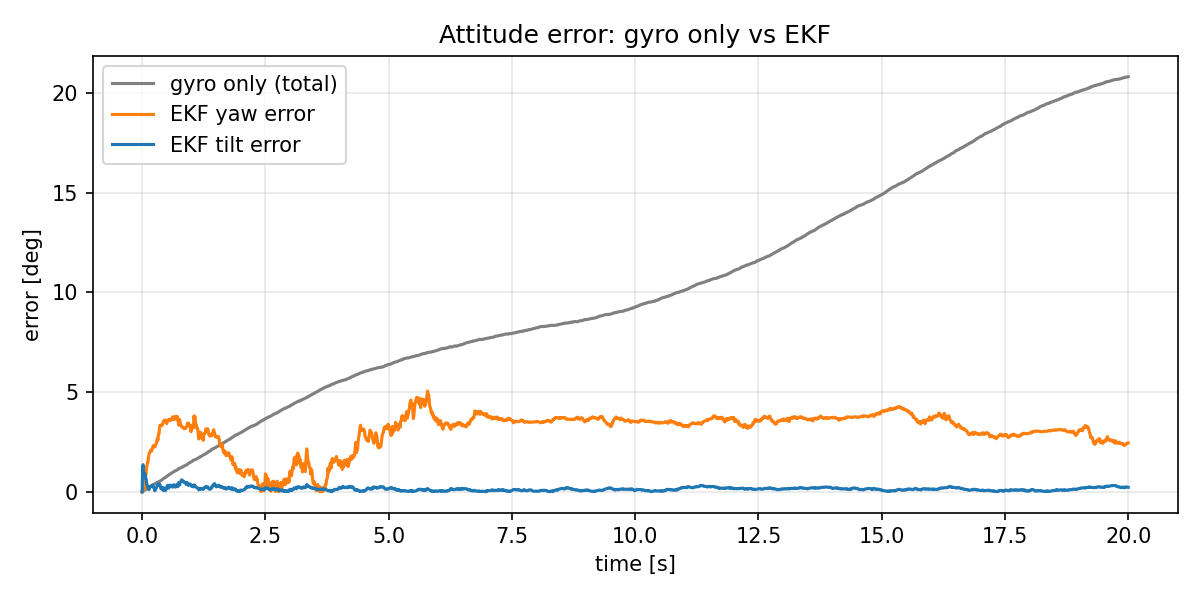 Attitude error: gyro only vs EKF
gyro only (total)
EKF yaw error
EKF tilt error
error [deg]
20
15
10
5
0
0.0 2.5 5.0 7.5 10.0 12.5 15.0 17.5 20.0
time [s]